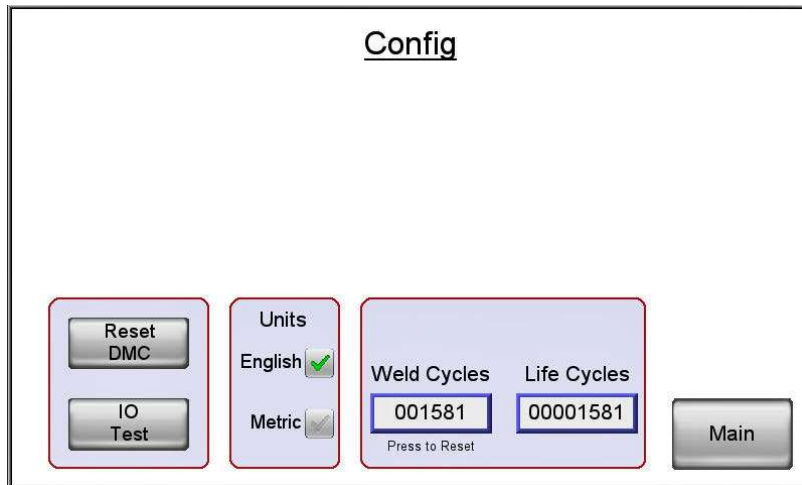 Config
Reset
DMC
IO
Test
Units
English
Metric
Weld Cycles
001581
Press to Reset
Life Cycles
00001581
Main